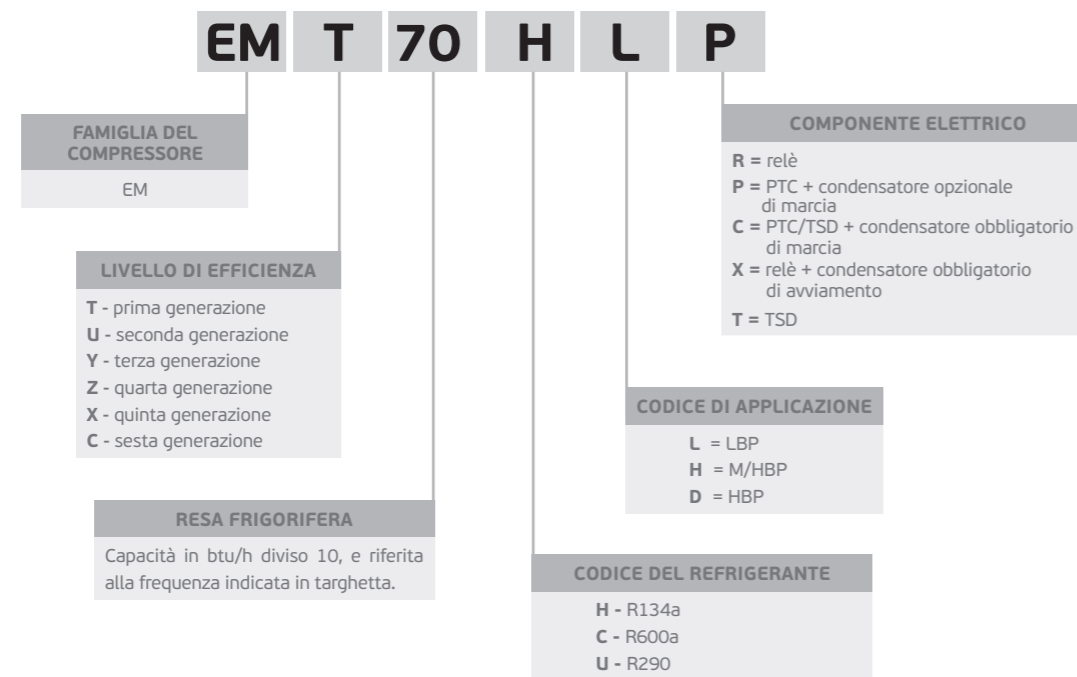 EM T 70 H L P
FAMIGLIA DEL
COMPRESSORE
EM
LIVELLO DI EFFICIENZA
T - prima generazione
U - seconda generazione
Y - terza generazione
Z - quarta generazione
X - quinta generazione
C - sesta generazione
RESA FRIGORIFERA
Capacità in btu/h diviso 10, e riferita
alla frequenza indicata in targhetta.
CODICE DEL REFRIGERANTE
H - R134a
C - R600a
U - R290
CODICE DI APPLICAZIONE
L = LBP
H = M/HBP
D = HBP
COMPONENTE ELETTRICO
R = relè
P = PTC + condensatore opzionale
di marcia
C = PTC/TSD + condensatore obbligatorio
di marcia
X = relè + condensatore obbligatorio
di avviamento
T = TSD